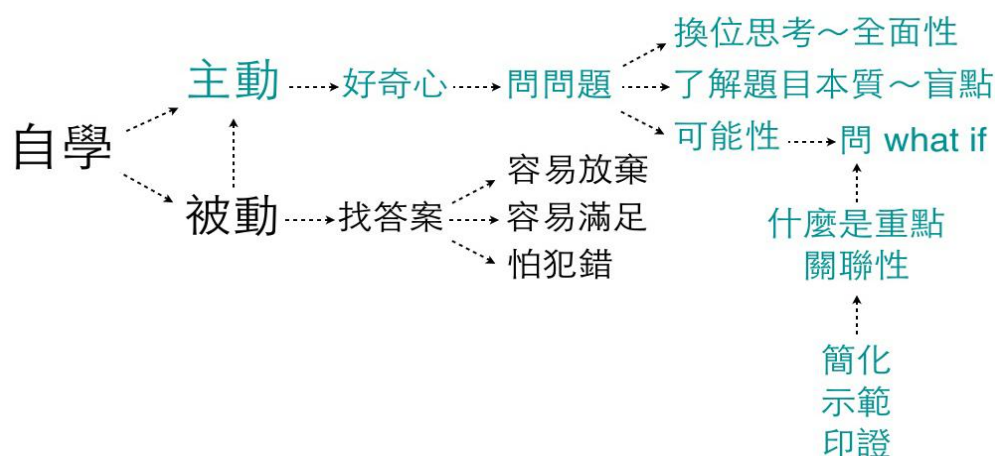 自學
主動
好奇心
問問題
換位思考～全面性
了解題目本質～盲點
可能性
問 what if
被動
找答案
容易放棄
容易滿足
怕犯錯
什麼是重點
關聯性
簡化
示範
印證